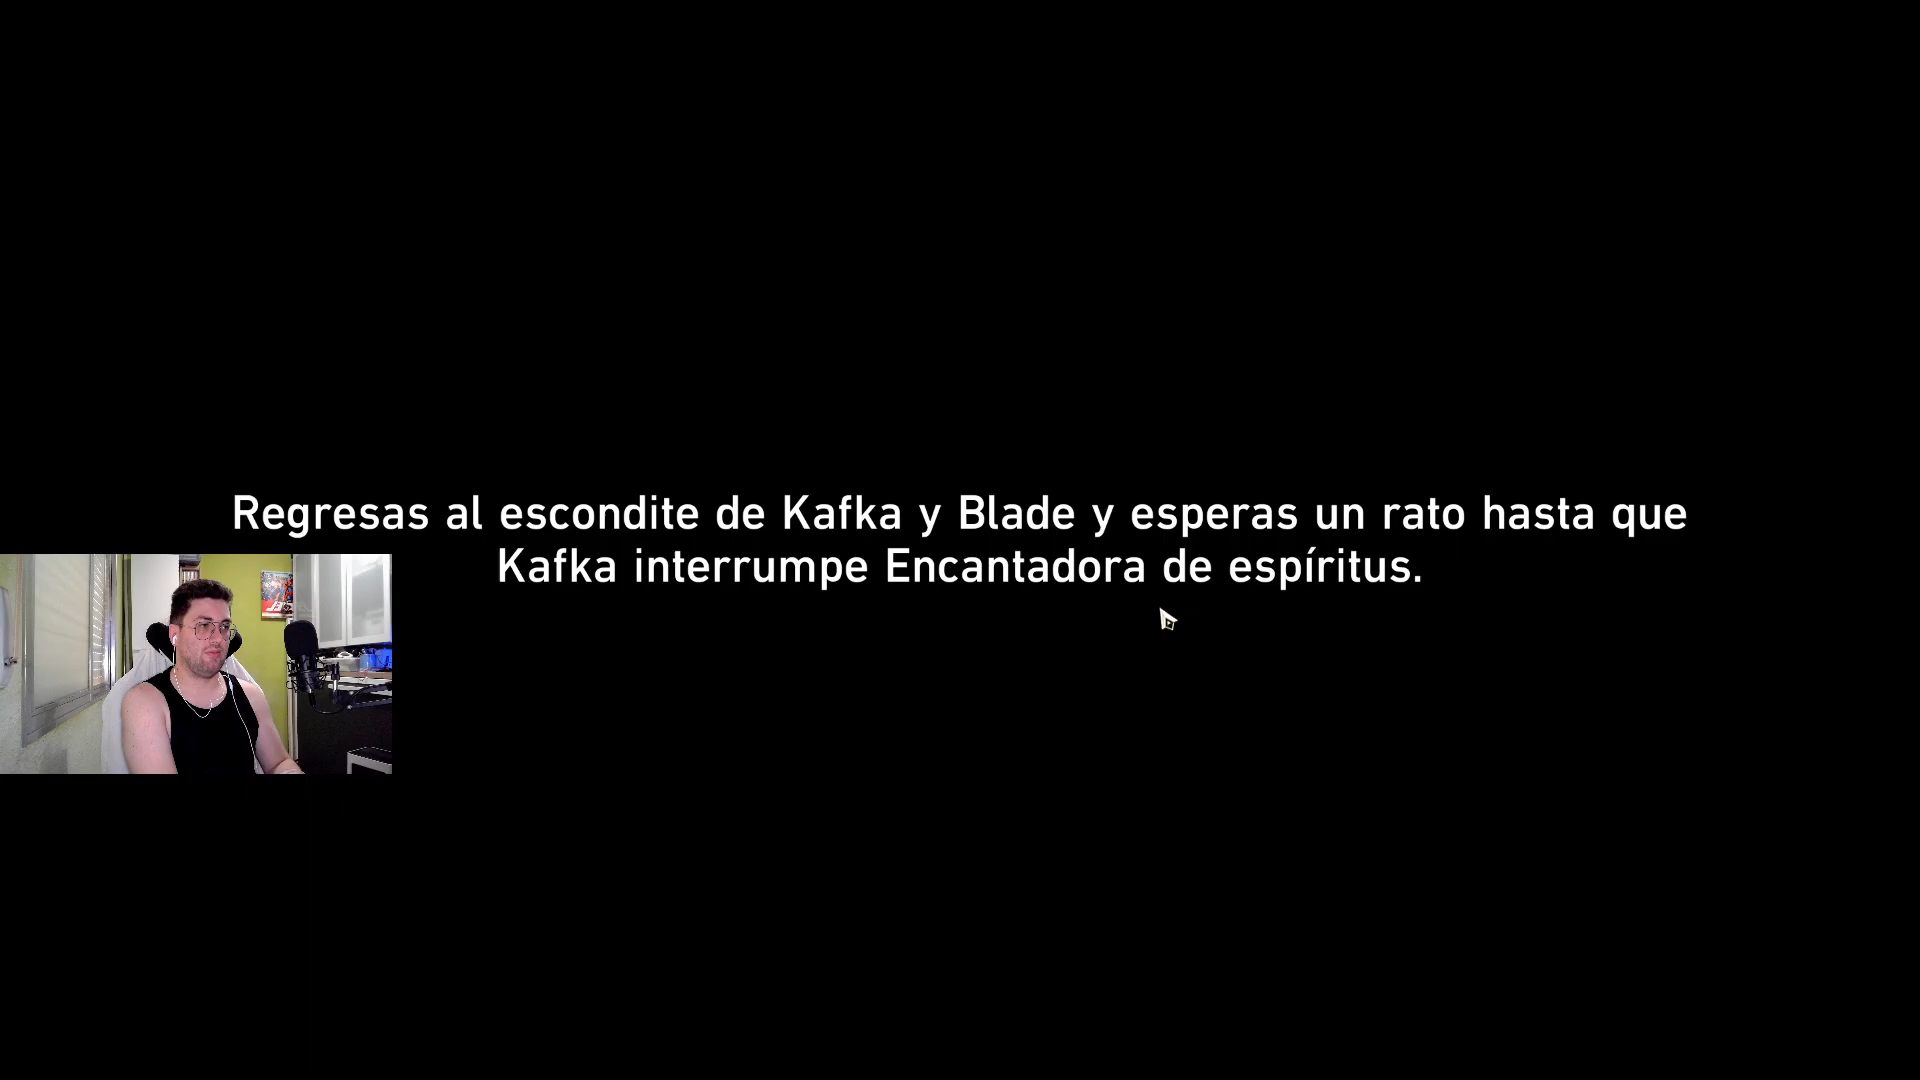 Regresas al escondite de Kafka y Blade y esperas un rato hasta que
Kafka interrumpe Encantadora de espíritus.